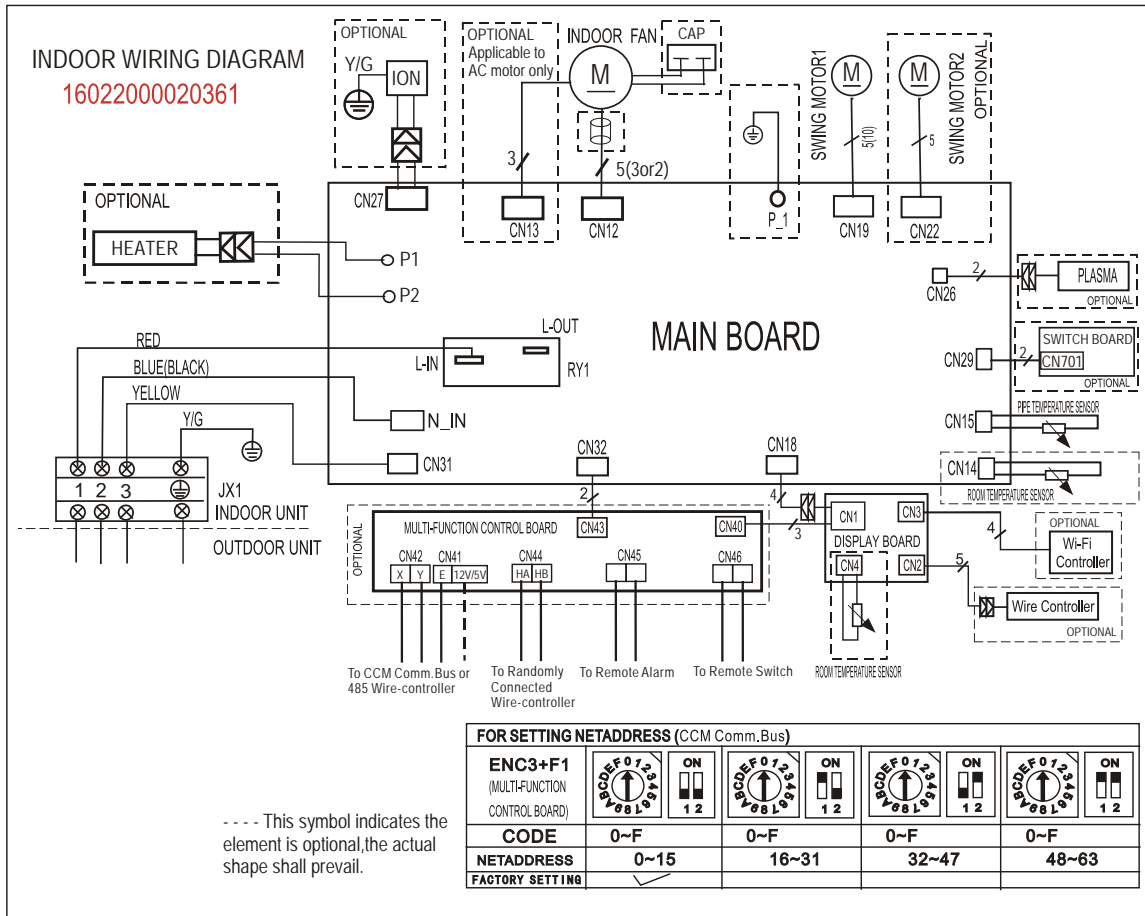 INDOOR WIRING DIAGRAM
16022000020361
OPTIONAL
Y/G
ION
CN27
OPTIONAL
Applicable to
AC motor only
3
CN13
INDOOR FAN
M
CAP
5(3or2)
CN12
P_1
SWING MOTOR1
M
5(10)
CN19
SWING MOTOR2
OPTIONAL
M
5
CN22
OPTIONAL
HEATER
P1
P2
MAIN BOARD
L-OUT
L-IN
RY1
RED
BLUE(BLACK)
YELLOW
Y/G
N_IN
CN31
1 2 3
JX1
INDOOR UNIT
OUTDOOR UNIT
CN26
2
PLASMA
OPTIONAL
CN29
2
SWITCH BOARD
CN701
OPTIONAL
CN15
PIPE TEMPERATURE SENSOR
CN14
ROOM TEMPERATURE SENSOR
CN32
2
CN18
4
OPTIONAL
MULTI-FUNCTION CONTROL BOARD
CN43
CN40
3
CN42 CN41 CN44 CN45 CN46
X Y E 12V/5V HA HB
To CCM Comm.Bus or
485 Wire-controller
To Randomly
Connected
Wire-controller
To Remote Alarm
To Remote Switch
CN1
CN3
DISPLAY BOARD
CN4
CN2
ROOM TEMPERATURE SENSOR
4
OPTIONAL
Wi-Fi
Controller
5
Wire Controller
OPTIONAL
- - - - This symbol indicates the
element is optional,the actual
shape shall prevail.
FOR SETTING NETADDRESS (CCM Comm.Bus)
ENC3+F1
(MULTI-FUNCTION
CONTROL BOARD)
0123456789ABCDEF
ON
1 2
0123456789ABCDEF
ON
1 2
0123456789ABCDEF
ON
1 2
0123456789ABCDEF
ON
1 2
CODE 0~F 0~F 0~F 0~F
NETADDRESS 0~15 16~31 32~47 48~63
FACTORY SETTING